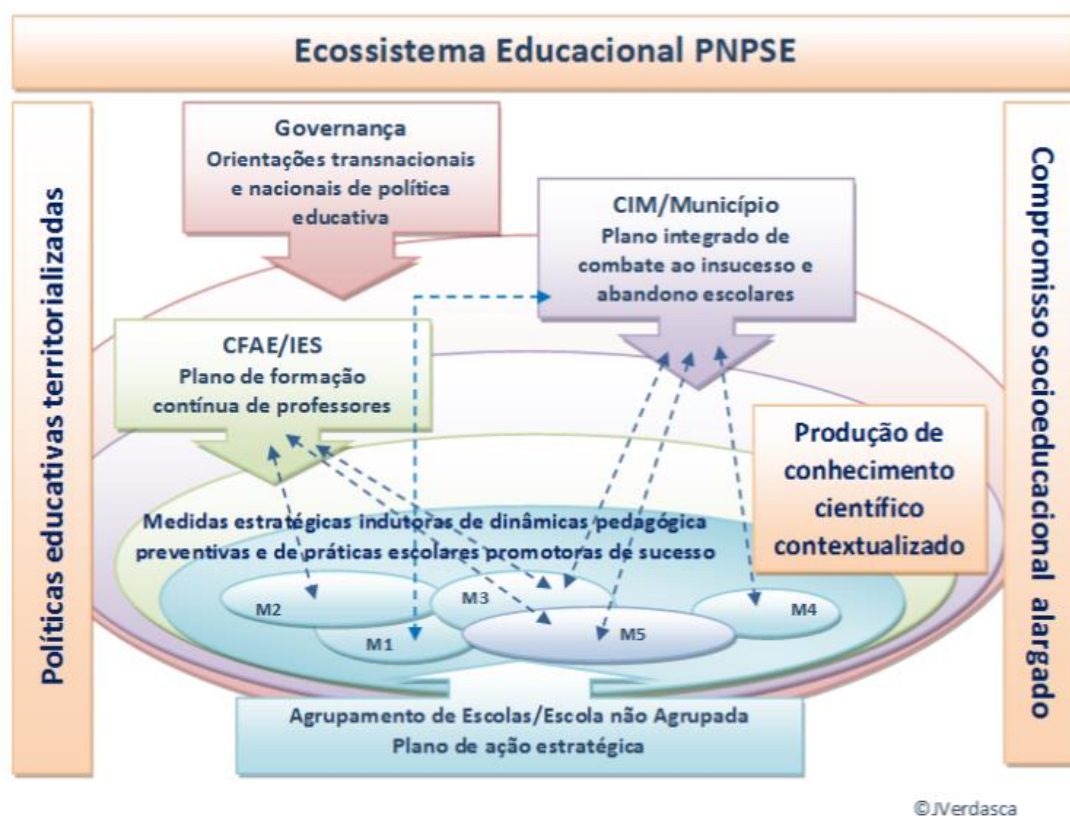 Ecossistema Educacional PNPSE
Políticas educativas territorializadas
Governança
Orientações transnacionais
e nacionais de política
educativa
CIM/Município
Plano integrado de
combate ao insucesso e
abandono escolares
CFAE/IES
Plano de formação
contínua de professores
Produção de
conhecimento
científico
contextualizado
Compromisso socioeducacional alargado
Medidas estratégicas indutoras de dinâmicas pedagógica
preventivas e de práticas escolares promotoras de sucesso
M2
M3
M4
M1
M5
Agrupamento de Escolas/Escola não Agrupada
Plano de ação estratégica
©JVerdasca